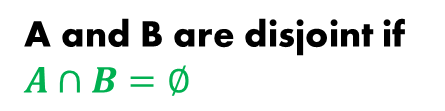 A and B are disjoint if
A ∩ B = ∅